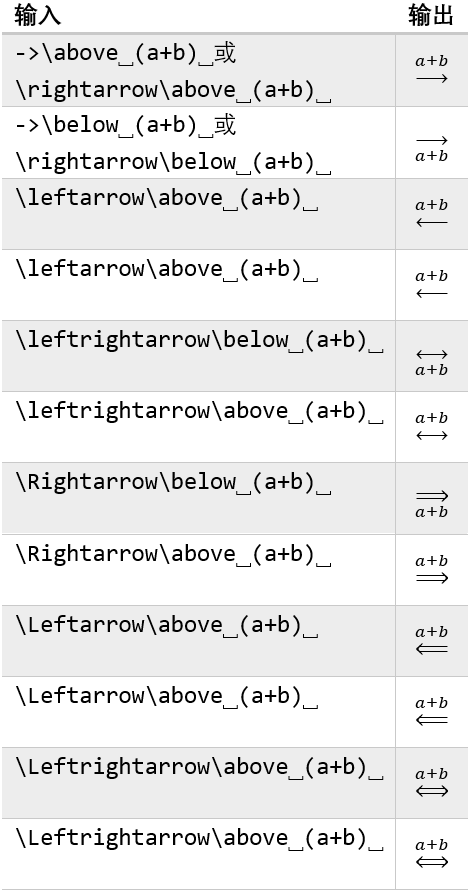 输入 输出
->\above␣(a+b)␣或 a+b
\rightarrow\above␣(a+b)␣ ⟶
->\below␣(a+b)␣或 ⟶
\rightarrow\below␣(a+b)␣ a+b
\leftarrow\above␣(a+b)␣ a+b
⟵
\leftarrow\above␣(a+b)␣ a+b
⟵
\leftrightarrow\below␣(a+b)␣ ⟷
a+b
\leftrightarrow\above␣(a+b)␣ a+b
⟷
\Rightarrow\below␣(a+b)␣ ⟹
a+b
\Rightarrow\above␣(a+b)␣ a+b
⟹
\Leftarrow\above␣(a+b)␣ a+b
⟸
\Leftarrow\above␣(a+b)␣ a+b
⟸
\Leftrightarrow\above␣(a+b)␣ a+b
⟺
\Leftrightarrow\above␣(a+b)␣ a+b
⟺